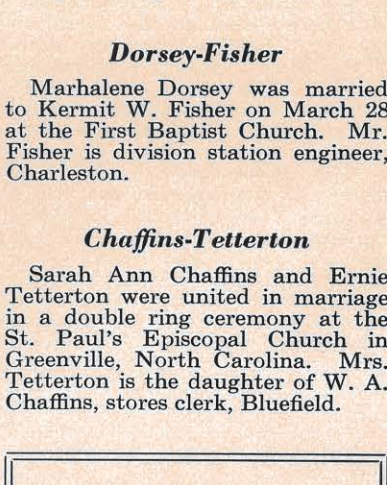 Dorsey-Fisher
Marhalene Dorsey was married
to Kermit W. Fisher on March 28
at the First Baptist Church. Mr.
Fisher is division station engineer,
Charleston.
Chaffins-Tetterton
Sarah Ann Chaffins and Ernie
Tetterton were united in marriage
in a double ring ceremony at the
St. Paul's Episcopal Church in
Greenville, North Carolina. Mrs.
Tetterton is the daughter of W. A.
Chaffins, stores clerk, Bluefield.